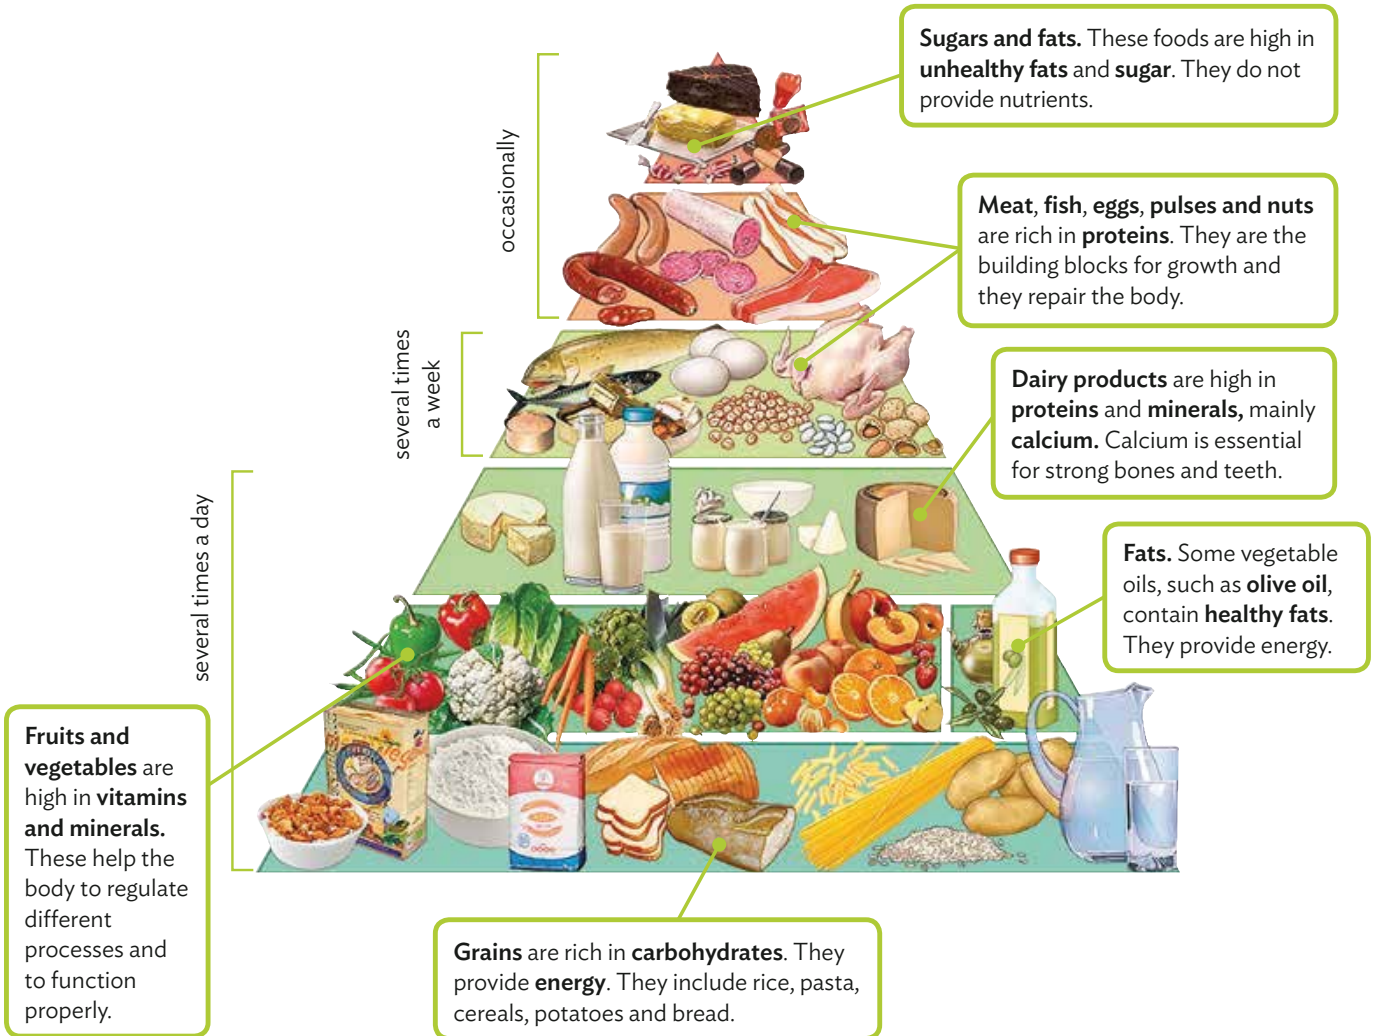 Sugars and fats. These foods are high in
unhealthy fats and sugar. They do not
provide nutrients.
occasionally
Meat, fish, eggs, pulses and nuts
are rich in proteins. They are the
building blocks for growth and
they repair the body.
several times
a week
Dairy products are high in
proteins and minerals, mainly
calcium. Calcium is essential
for strong bones and teeth.
several times a day
Fats. Some vegetable
oils, such as olive oil,
contain healthy fats.
They provide energy.
Fruits and
vegetables are
high in vitamins
and minerals.
These help the
body to regulate
different
processes and
to function
properly.
Grains are rich in carbohydrates. They
provide energy. They include rice, pasta,
cereals, potatoes and bread.